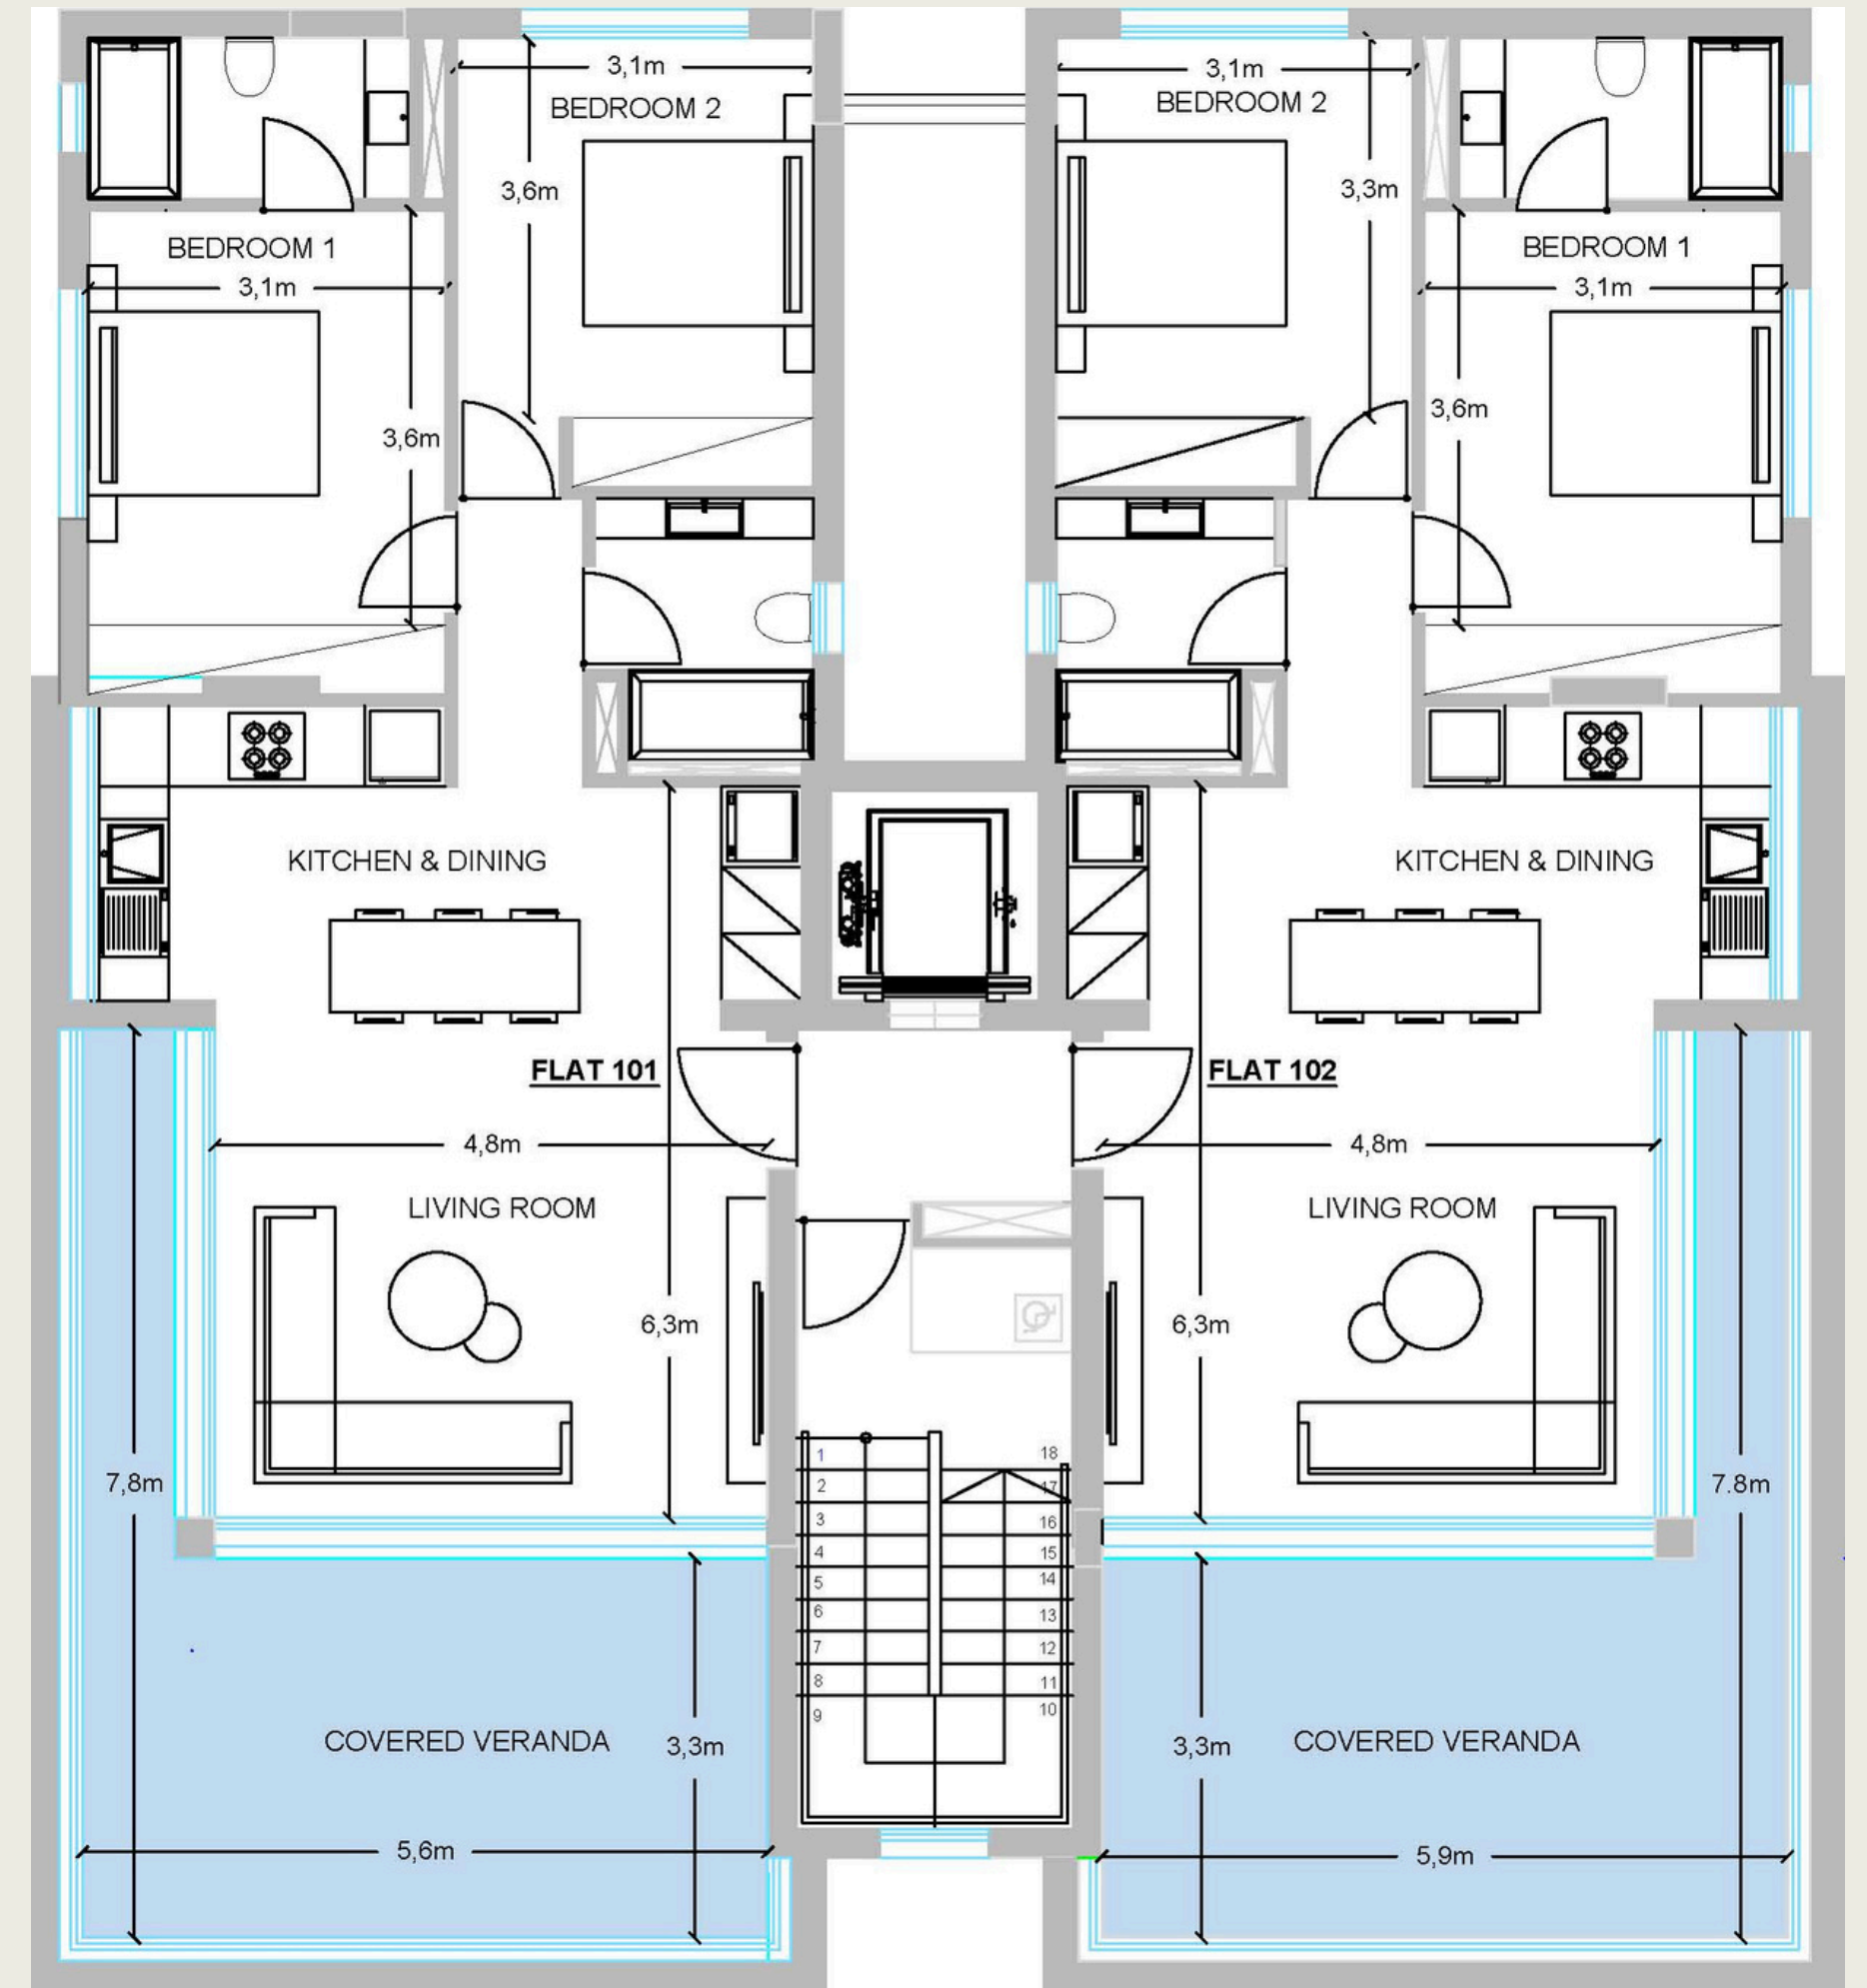 3,1m
3,1m
BEDROOM 2
BEDROOM 2
3,6m
3,3m
BEDROOM 1
BEDROOM 1
3,1m
3,1m
3,6m
3,6m
KITCHEN & DINING
KITCHEN & DINING
FLAT 101
FLAT 102
4,8m
4,8m
LIVING ROOM
LIVING ROOM
6,3m
6,3m
7,8m
7.8m
1
2
3
4
5
6
7
8
9
18
17
16
15
14
13
12
11
10
COVERED VERANDA
3,3m
3,3m
COVERED VERANDA
5,6m
5,9m